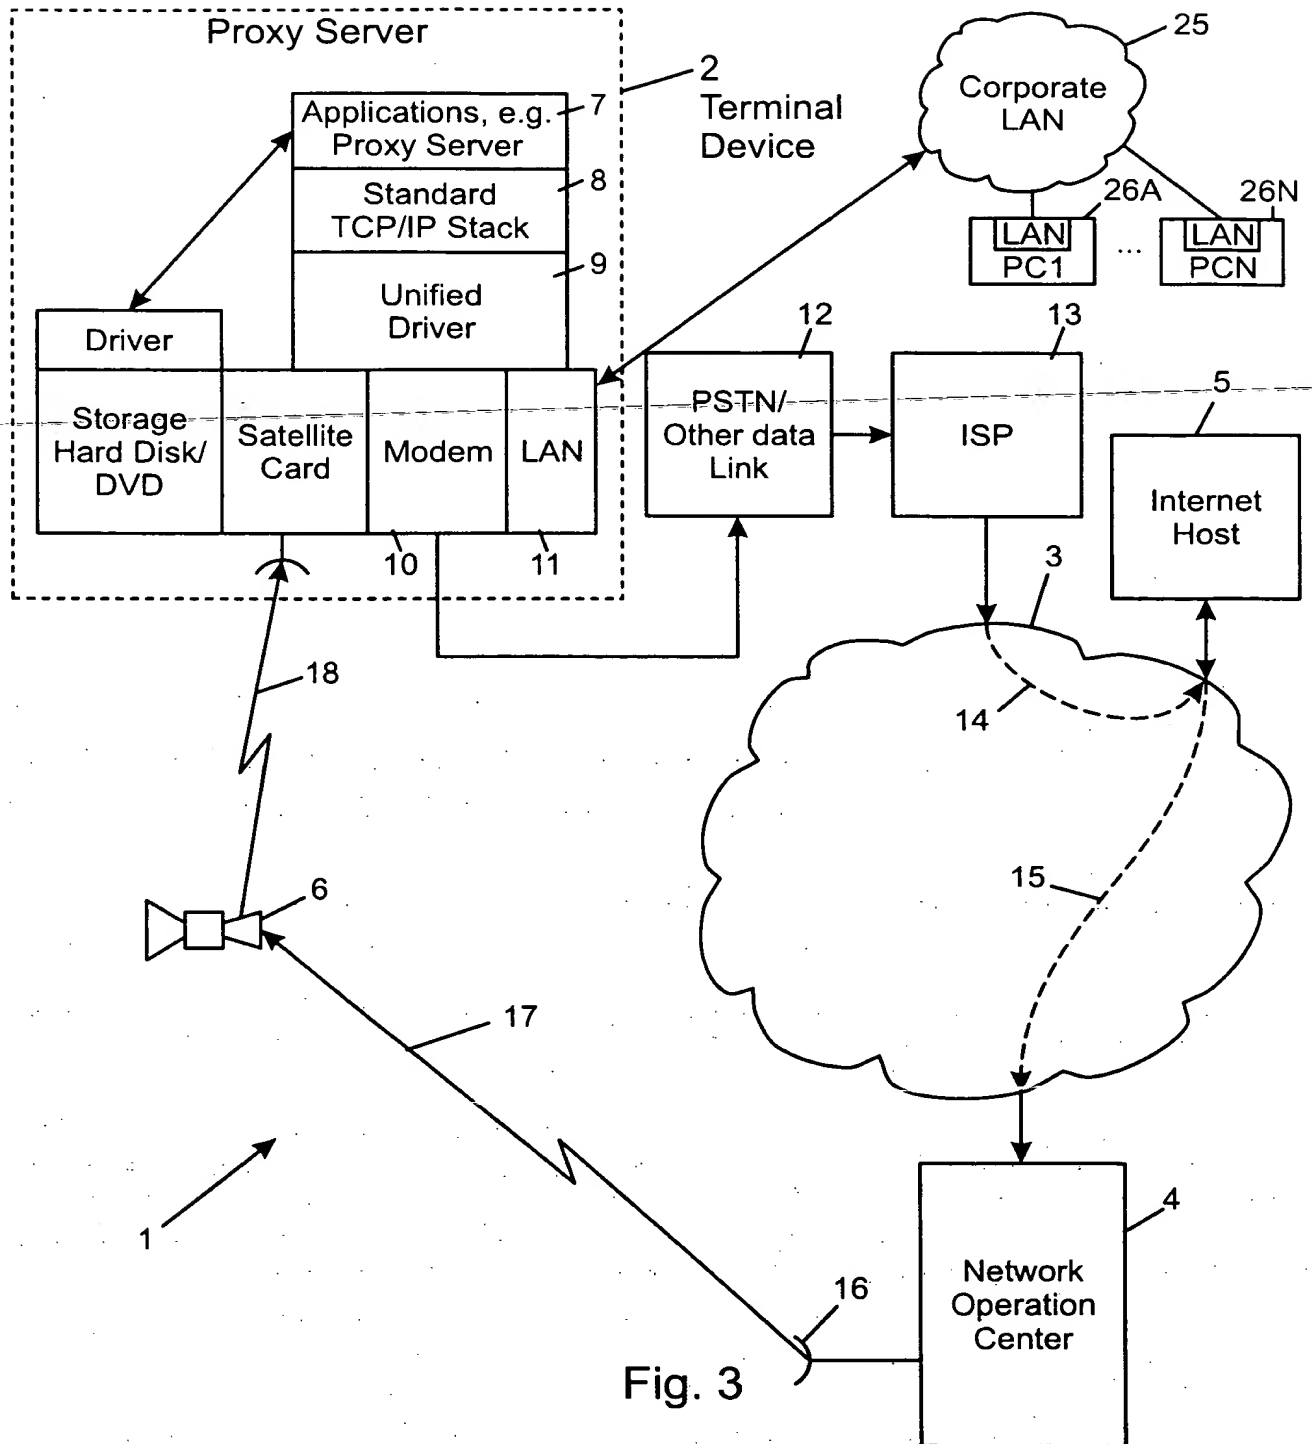 Proxy Server
2
Terminal
Device
Applications, e.g.
Proxy Server
7
Standard
TCP/IP Stack
8
Unified
Driver
9
Driver
Storage
Hard Disk/
DVD
Satellite
Card
Modem
LAN
10
11
25
Corporate
LAN
26A
26N
LAN
PC1
...
LAN
PCN
12
PSTN/
Other data
Link
13
ISP
5
Internet
Host
3
14
15
18
6
17
1
16
4
Network
Operation
Center
Fig. 3